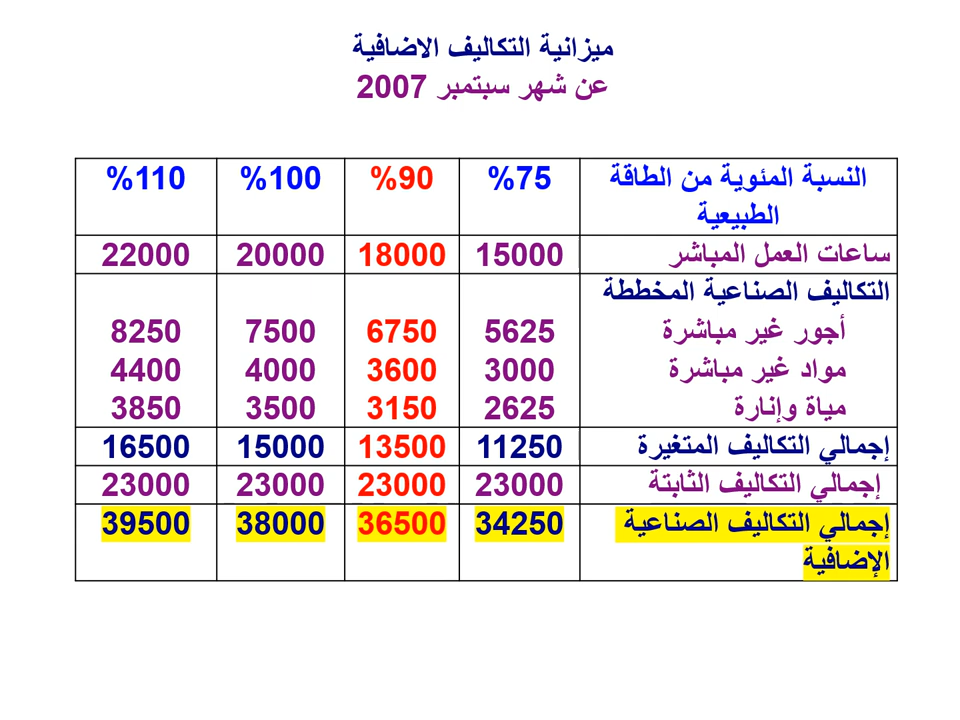 ميزانية التكاليف الاضافية
عن شهر سبتمبر 2007
النسبة المئوية من الطاقة %75 %90 %100 %110
الطبيعية
ساعات العمل المباشر 15000 18000 20000 22000
التكاليف الصناعية المخططة
أجور غير مباشرة 5625 6750 7500 8250
مواد غير مباشرة 3000 3600 4000 4400
مياة وإنارة 2625 3150 3500 3850
إجمالي التكاليف المتغيرة 11250 13500 15000 16500
إجمالي التكاليف الثابتة 23000 23000 23000 23000
إجمالي التكاليف الصناعية 34250 36500 38000 39500
الإضافية